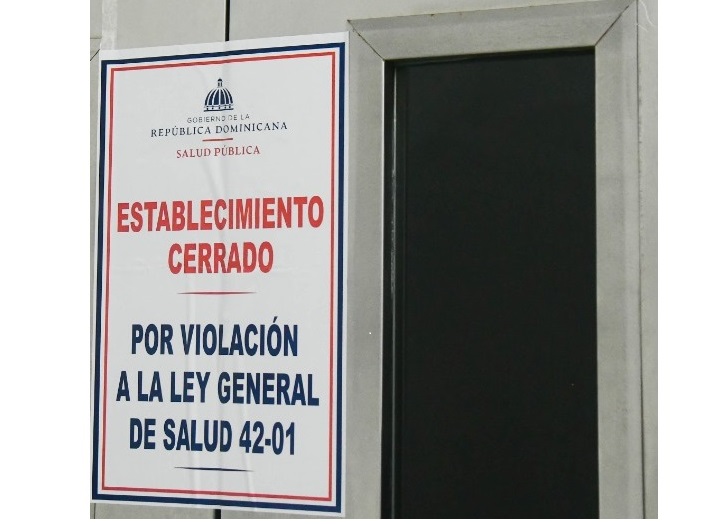 GOBIERNO DE LA
REPÚBLICA DOMINICANA
SALUD PÚBLICA
ESTABLECIMIENTO
CERRADO
POR VIOLACIÓN
A LA LEY GENERAL
DE SALUD 42-01